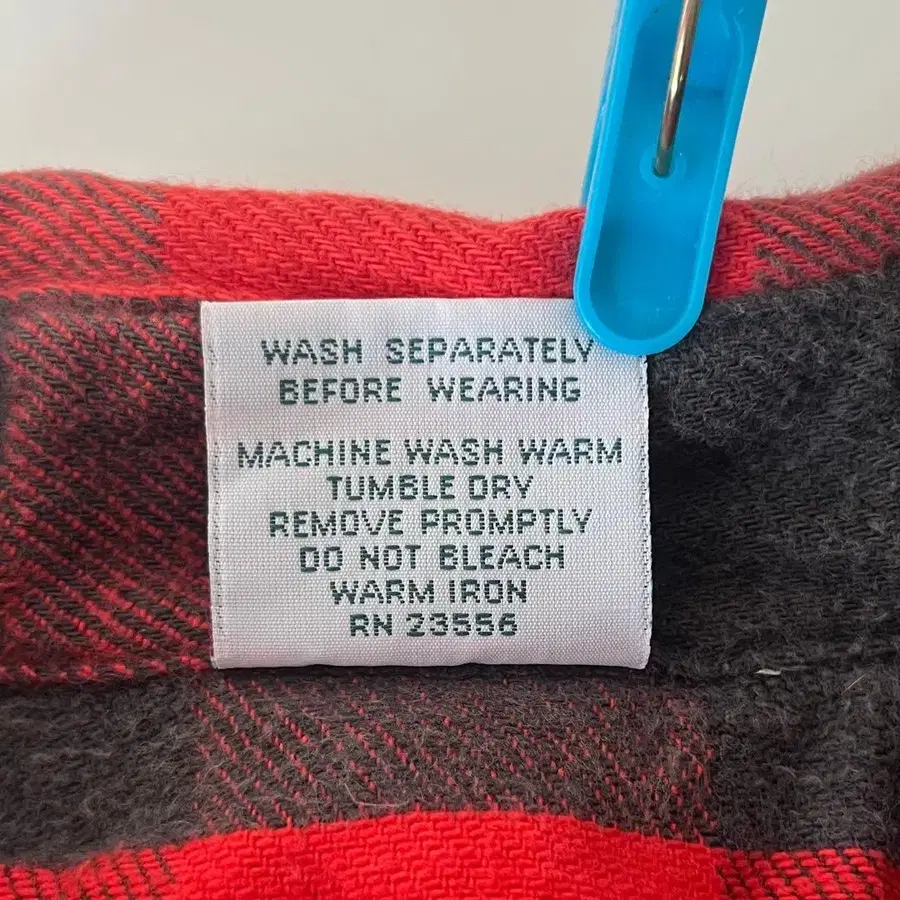 WASH SEPARATELY
BEFORE WEARING
MACHINE WASH WARM
TUMBLE DRY
REMOVE PROMPTLY
DO NOT BLEACH
WARM IRON
RN 23556